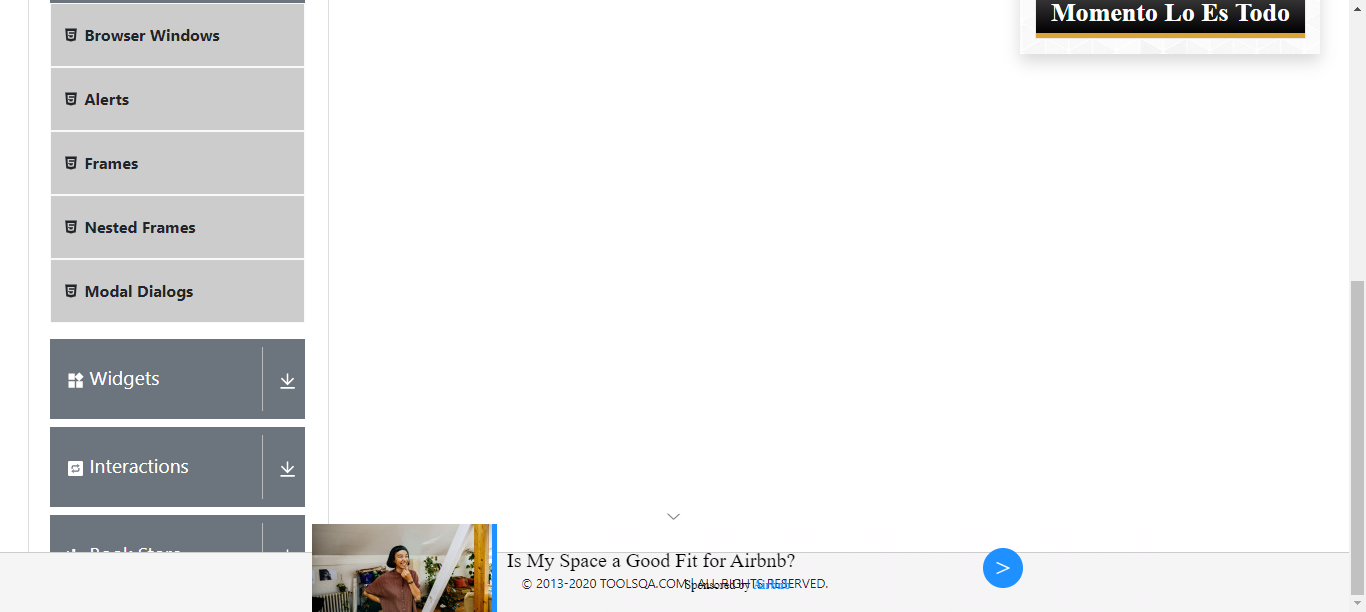 Momento Lo Es Todo
Browser Windows
Alerts
Frames
Nested Frames
Modal Dialogs
Widgets
Interactions
Book Store
Is My Space a Good Fit for Airbnb?
>
© 2013-2020 TOOLSQA.COM | ALL RIGHTS RESERVED.
Sponsored by Airbnb